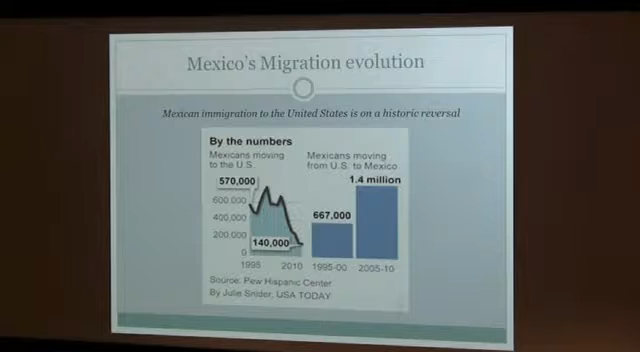 Mexico's Migration evolution
Mexican immigration to the United States is on a historic reversal
By the numbers
Mexicans moving
to the U.S.
570,000
600,000
400,000
200,000
0
140,000
1995
2010
Mexicans moving
from U.S. to Mexico
1.4 million
667,000
1995-00
2005-10
Source: Pew Hispanic Center
By Julie Snider, USA TODAY